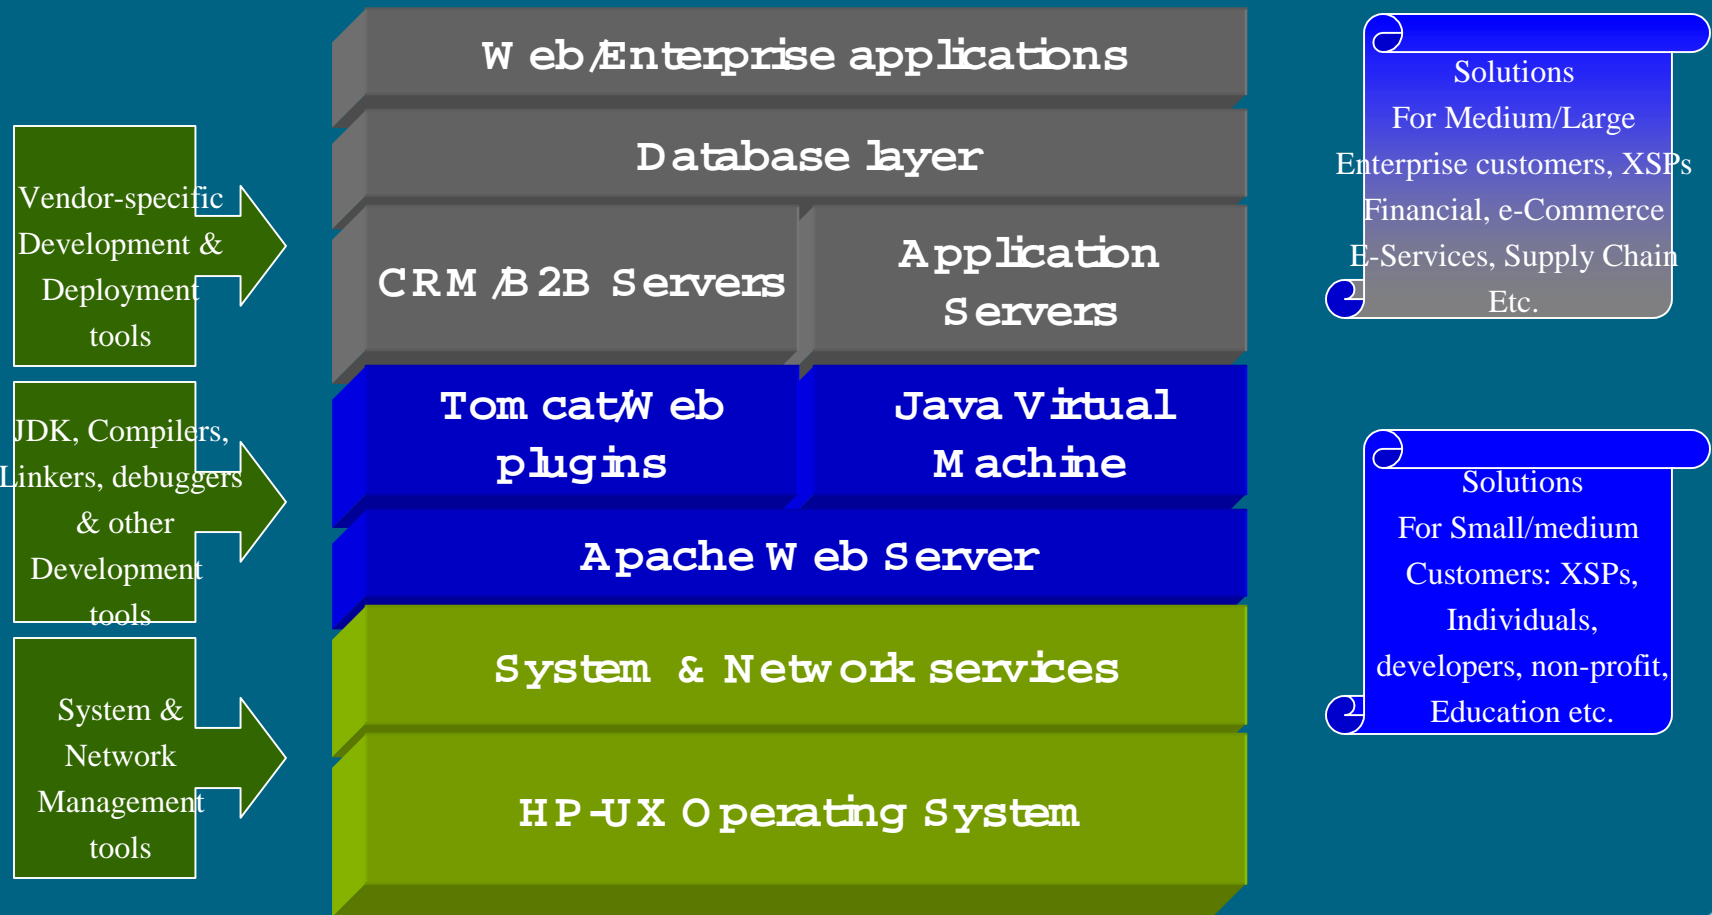 Web/Enterprise applications
Database layer
CRM/B2B Servers
Application
Servers
Tomcat/Web
plugins
Java Virtual
Machine
Apache Web Server
System & Network services
HP-UX Operating System
Vendor-specific
Development &
Deployment
tools
JDK, Compilers,
Linkers, debuggers
& other
Development
tools
System &
Network
Management
tools
Solutions
For Medium/Large
Enterprise customers, XSPs
Financial, e-Commerce
E-Services, Supply Chain
Etc.
Solutions
For Small/medium
Customers: XSPs,
Individuals,
developers, non-profit,
Education etc.